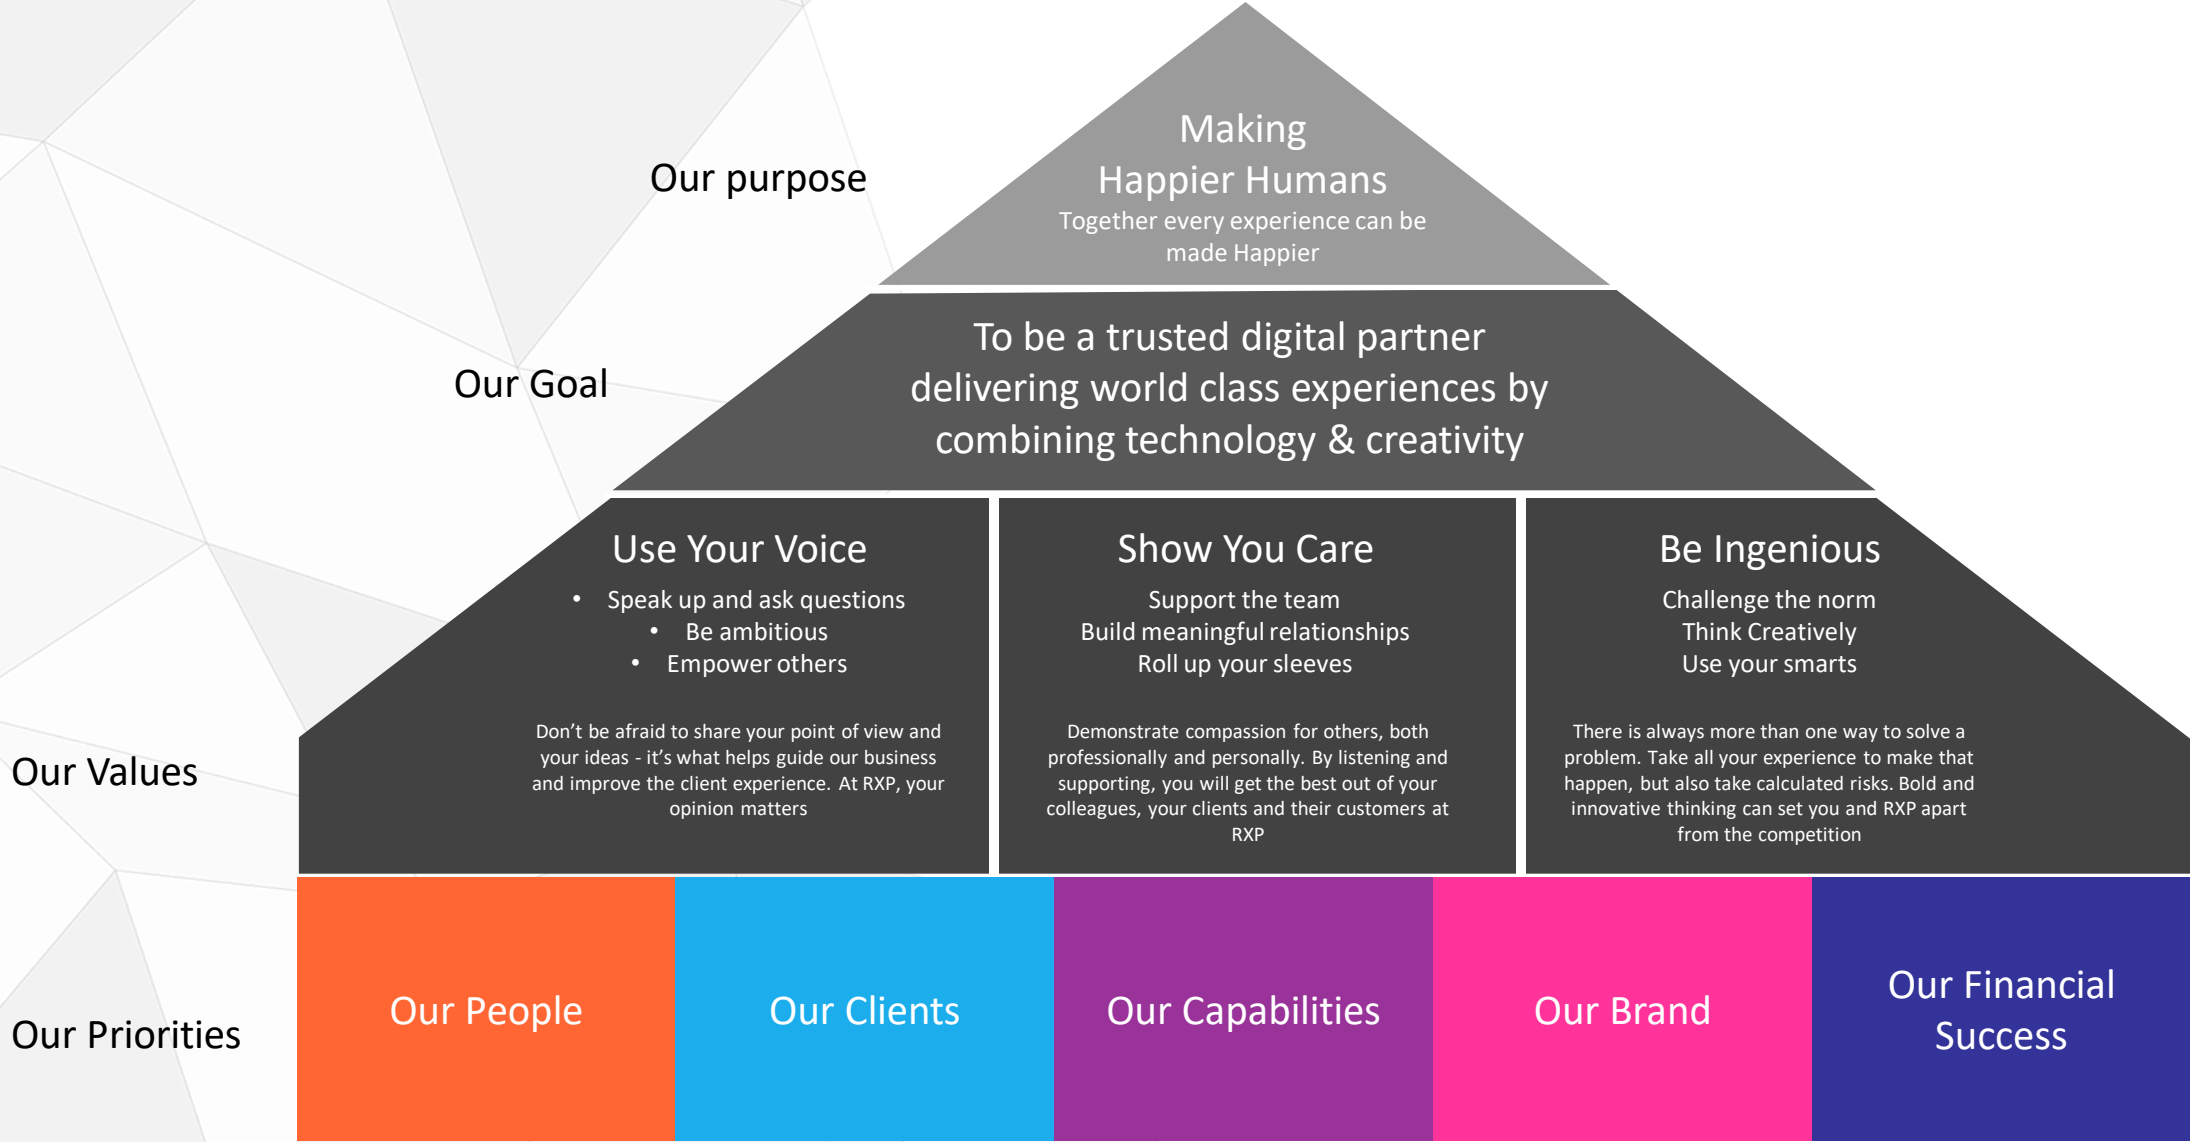 Our purpose
Making
Happier Humans
Together every experience can be
made Happier
Our Goal
To be a trusted digital partner
delivering world class experiences by
combining technology & creativity
Our Values
Use Your Voice
• Speak up and ask questions
• Be ambitious
• Empower others
Don’t be afraid to share your point of view and
your ideas - it’s what helps guide our business
and improve the client experience. At RXP, your
opinion matters
Show You Care
Support the team
Build meaningful relationships
Roll up your sleeves
Demonstrate compassion for others, both
professionally and personally. By listening and
supporting, you will get the best out of your
colleagues, your clients and their customers at
RXP
Be Ingenious
Challenge the norm
Think Creatively
Use your smarts
There is always more than one way to solve a
problem. Take all your experience to make that
happen, but also take calculated risks. Bold and
innovative thinking can set you and RXP apart
from the competition
Our Priorities
Our People
Our Clients
Our Capabilities
Our Brand
Our Financial
Success